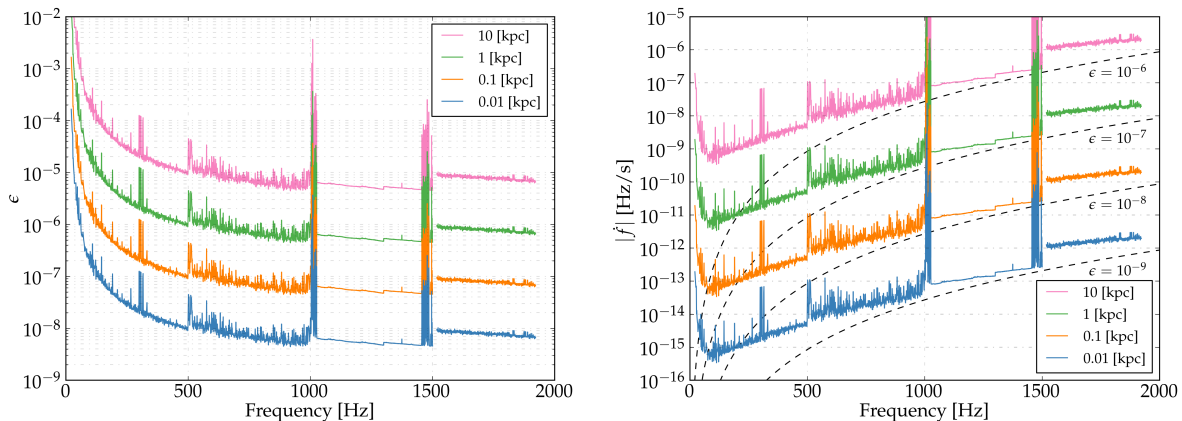 10⁻²
10⁻³
10⁻⁴
10⁻⁵
10⁻⁶
10⁻⁷
10⁻⁸
10⁻⁹
ϵ
0 500 1000 1500 2000
Frequency [Hz]
10 [kpc]
1 [kpc]
0.1 [kpc]
0.01 [kpc]
10⁻⁵
10⁻⁶
10⁻⁷
10⁻⁸
10⁻⁹
10⁻¹⁰
10⁻¹¹
10⁻¹²
10⁻¹³
10⁻¹⁴
10⁻¹⁵
10⁻¹⁶
|ḟ| [Hz/s]
0 500 1000 1500 2000
Frequency [Hz]
ϵ = 10⁻⁶
ϵ = 10⁻⁷
ϵ = 10⁻⁸
ϵ = 10⁻⁹
10 [kpc]
1 [kpc]
0.1 [kpc]
0.01 [kpc]